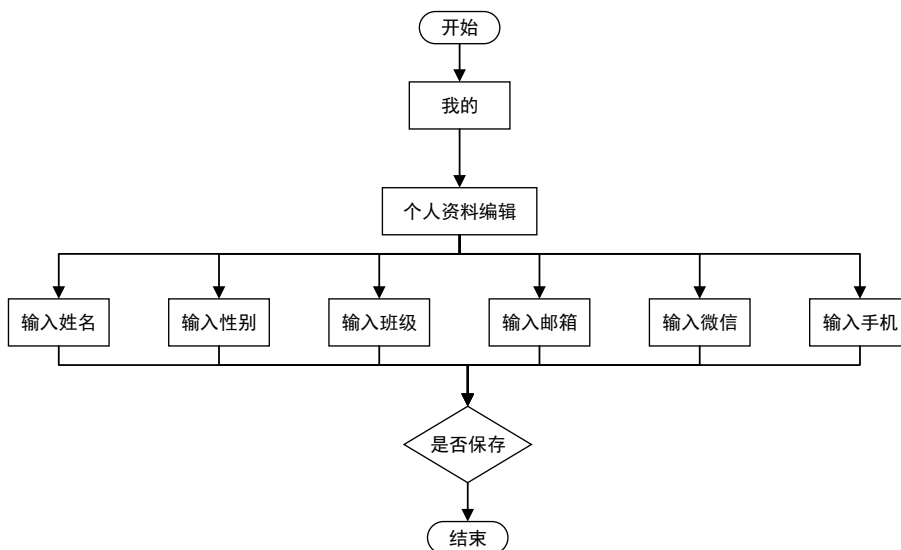 开始
我的
个人资料编辑
输入姓名
输入性别
输入班级
输入邮箱
输入微信
输入手机
是否保存
结束